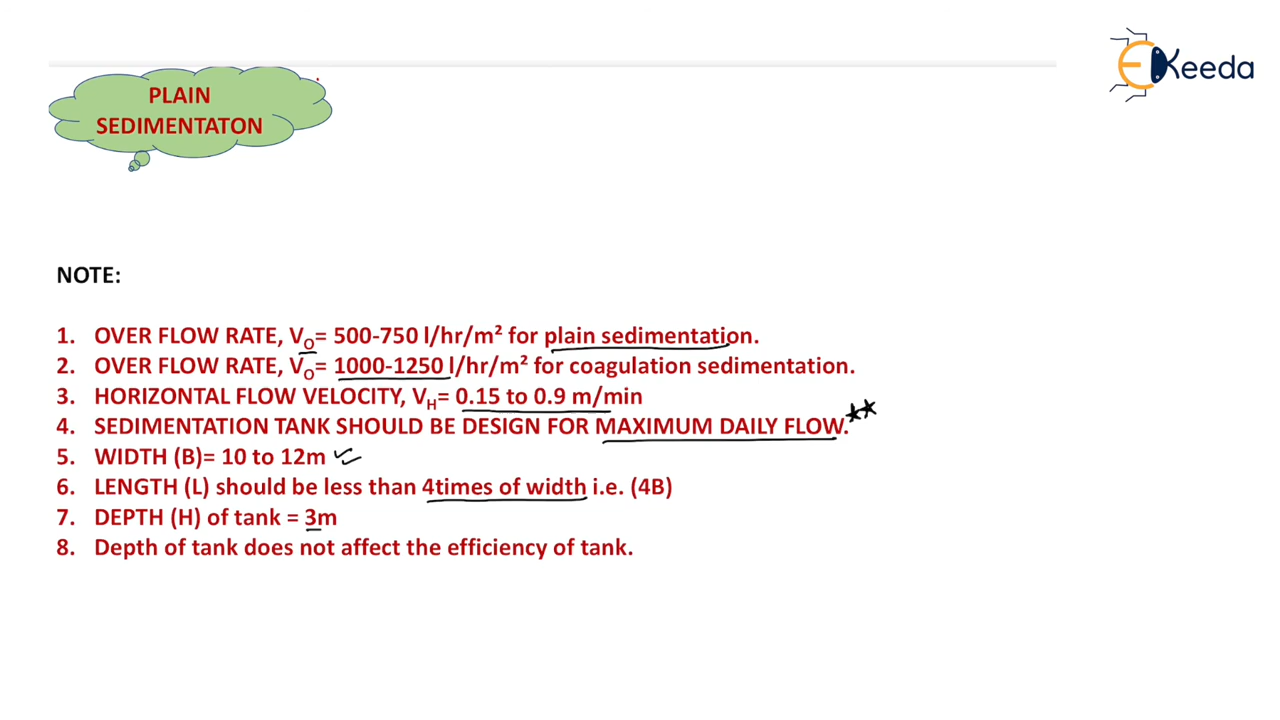 PLAIN
SEDIMENTATON
EKeeda
NOTE:
1. OVER FLOW RATE, V₀= 500-750 l/hr/m² for plain sedimentation.
2. OVER FLOW RATE, V₀= 1000-1250 l/hr/m² for coagulation sedimentation.
3. HORIZONTAL FLOW VELOCITY, V_H= 0.15 to 0.9 m/min
4. SEDIMENTATION TANK SHOULD BE DESIGN FOR MAXIMUM DAILY FLOW.
5. WIDTH (B)= 10 to 12m
6. LENGTH (L) should be less than 4times of width i.e. (4B)
7. DEPTH (H) of tank = 3m
8. Depth of tank does not affect the efficiency of tank.